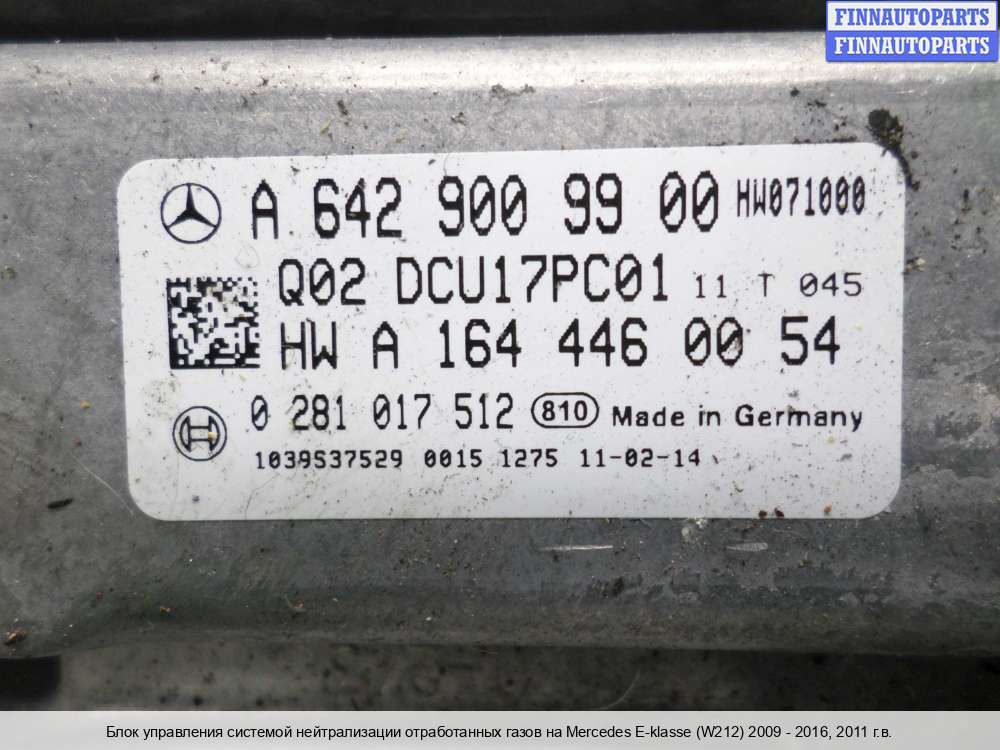 FINNAUTOPARTS
FINNAUTOPARTS
A 642 900 99 00 HW071000
Q02 DCU17PC01 11 T 045
HW A 164 446 00 54
0 281 017 512 810 Made in Germany
1039S37529 0015 1275 11-02-14
Блок управления системой нейтрализации отработанных газов на Mercedes E-klasse (W212) 2009 - 2016, 2011 г.в.